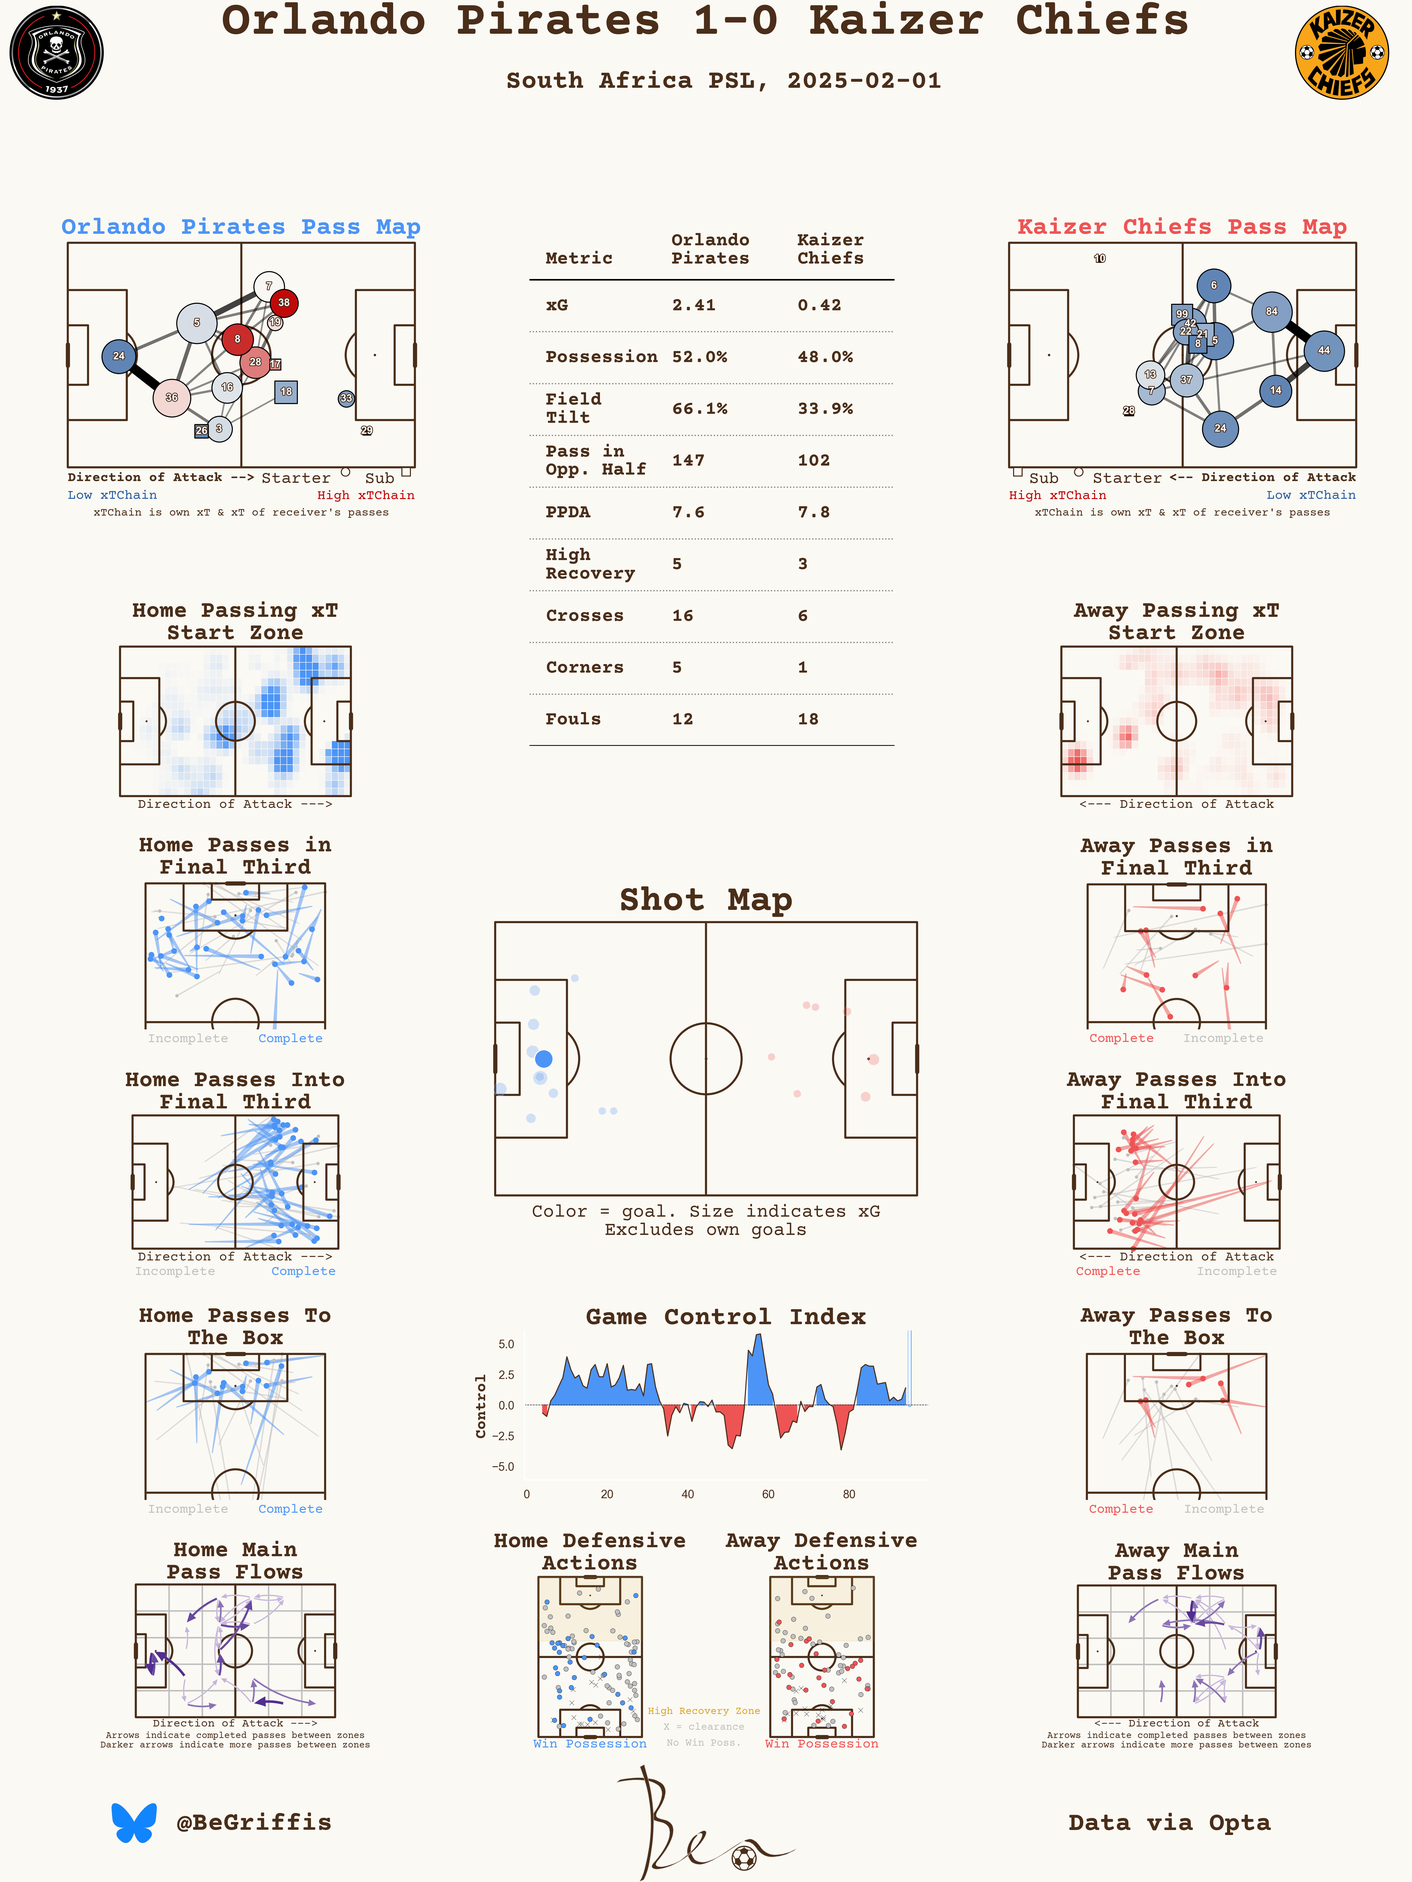 Orlando Pirates 1-0 Kaizer Chiefs
South Africa PSL, 2025-02-01
ORLANDO
PIRATES
1937
KAIZER
CHIEFS
Orlando Pirates Pass Map
7
38
5
19
8
24
28
17
16
18
36
33
26
3
29
Direction of Attack --> Starter Sub
Low xTChain High xTChain
xTChain is own xT & xT of receiver's passes
Metric Orlando Pirates Kaizer Chiefs
xG 2.41 0.42
Possession 52.0% 48.0%
Field Tilt 66.1% 33.9%
Pass in Opp. Half 147 102
PPDA 7.6 7.8
High Recovery 5 3
Crosses 16 6
Corners 5 1
Fouls 12 18
Kaizer Chiefs Pass Map
10
6
99
84
42
22
21
5
8
44
13
37
7
14
28
24
Sub Starter <-- Direction of Attack
High xTChain Low xTChain
xTChain is own xT & xT of receiver's passes
Home Passing xT
Start Zone
Direction of Attack --->
Away Passing xT
Start Zone
<--- Direction of Attack
Home Passes in
Final Third
Incomplete Complete
Away Passes in
Final Third
Complete Incomplete
Shot Map
Color = goal. Size indicates xG
Excludes own goals
Home Passes Into
Final Third
Direction of Attack --->
Incomplete Complete
Away Passes Into
Final Third
<--- Direction of Attack
Complete Incomplete
Home Passes To
The Box
Incomplete Complete
Game Control Index
Control
5.0
2.5
0.0
−2.5
−5.0
0 20 40 60 80
Away Passes To
The Box
Complete Incomplete
Home Main
Pass Flows
Direction of Attack --->
Arrows indicate completed passes between zones
Darker arrows indicate more passes between zones
Home Defensive
Actions
Win Possession
High Recovery Zone
X = clearance
No Win Poss.
Away Defensive
Actions
Win Possession
Away Main
Pass Flows
<--- Direction of Attack
Arrows indicate completed passes between zones
Darker arrows indicate more passes between zones
@BeGriffis
Ben
Data via Opta